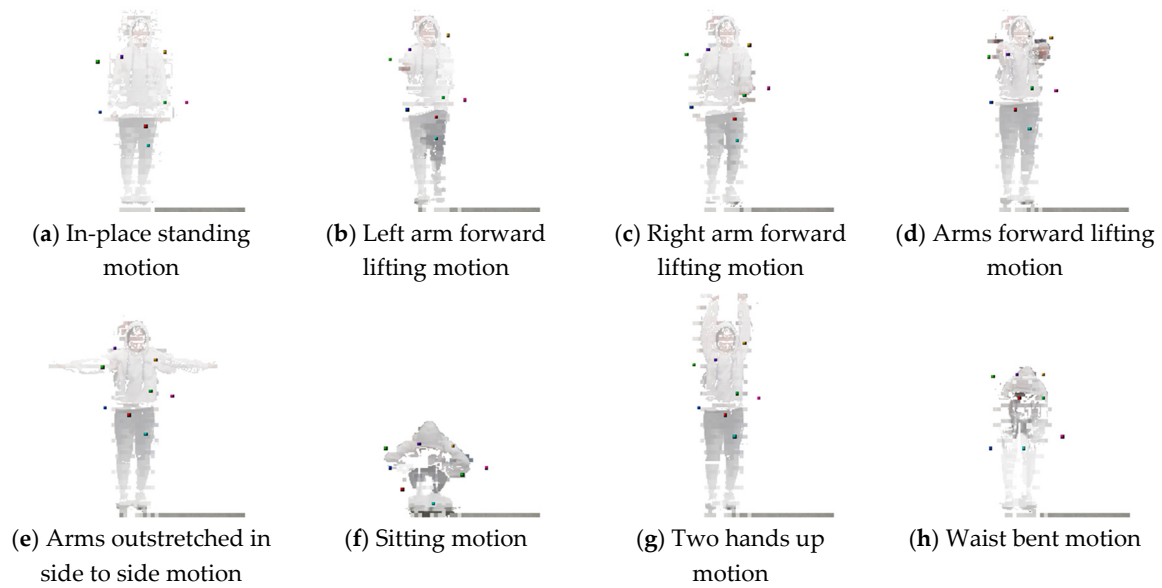 (a) In-place standing
motion
(b) Left arm forward
lifting motion
(c) Right arm forward
lifting motion
(d) Arms forward lifting
motion
(e) Arms outstretched in
side to side motion
(f) Sitting motion
(g) Two hands up
motion
(h) Waist bent motion